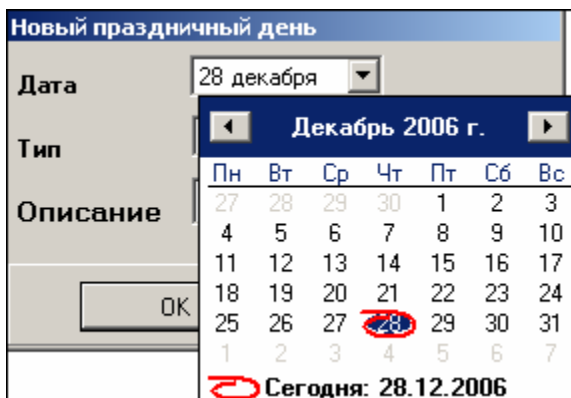 Новый праздничный день
Дата 28 декабря
Декабрь 2006 г.
Тип
Пн Вт Ср Чт Пт Сб Вс
27 28 29 30 1 2 3
Описание
4 5 6 7 8 9 10
11 12 13 14 15 16 17
18 19 20 21 22 23 24
OK
25 26 27 28 29 30 31
1 2 3 4 5 6 7
Сегодня: 28.12.2006